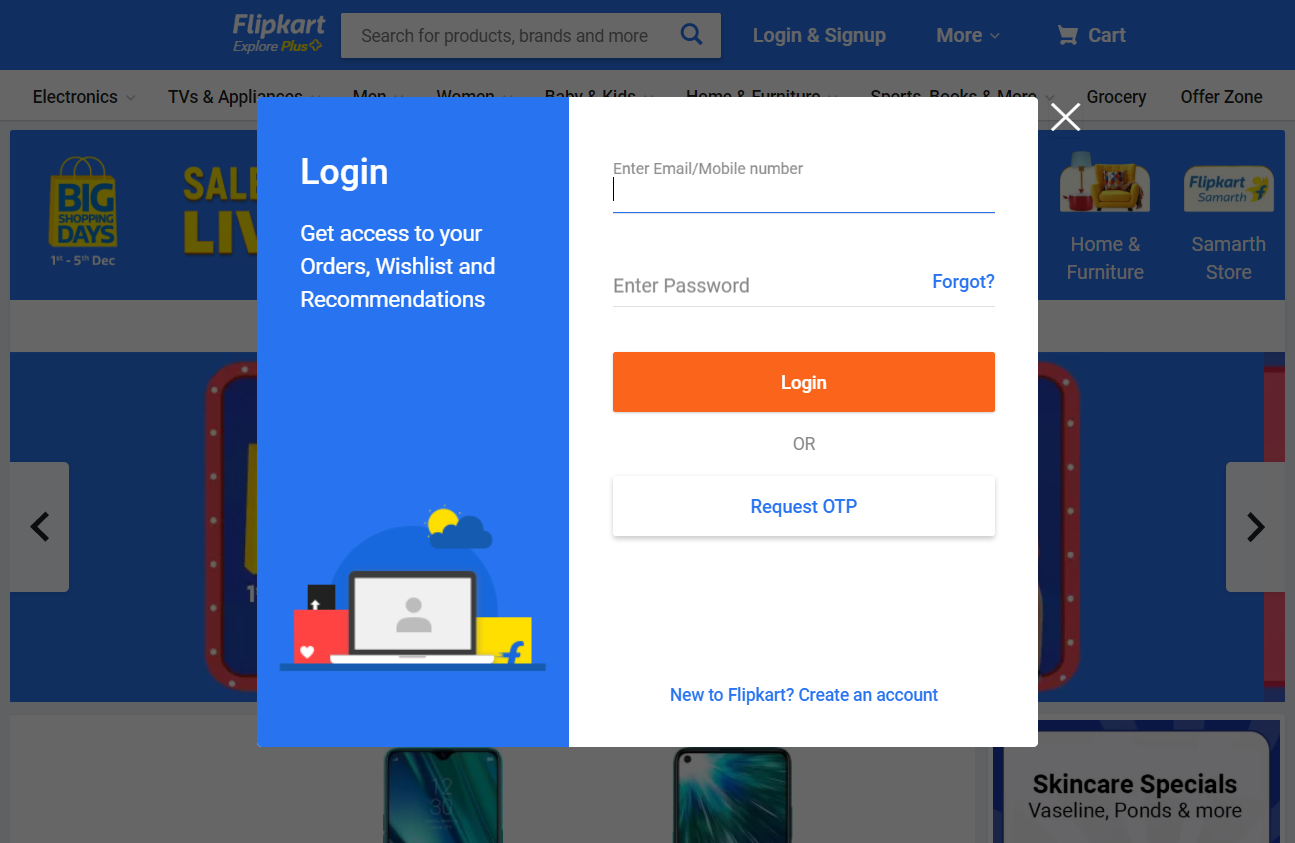 Flipkart
Explore Plus
Search for products, brands and more
Login & Signup
More
Cart
Electronics
TVs & Appliances
Men
Women
Baby & Kids
Home & Furniture
Sports, Books & More
Grocery
Offer Zone
BIG
SHOPPING
DAYS
1st - 5th Dec
SALE
Flipkart
Samarth
Home &
Furniture
Samarth
Store
Login
Get access to your
Orders, Wishlist and
Recommendations
Enter Email/Mobile number
Enter Password
Forgot?
Login
OR
Request OTP
New to Flipkart? Create an account
12
30
Skincare Specials
Vaseline, Ponds & more